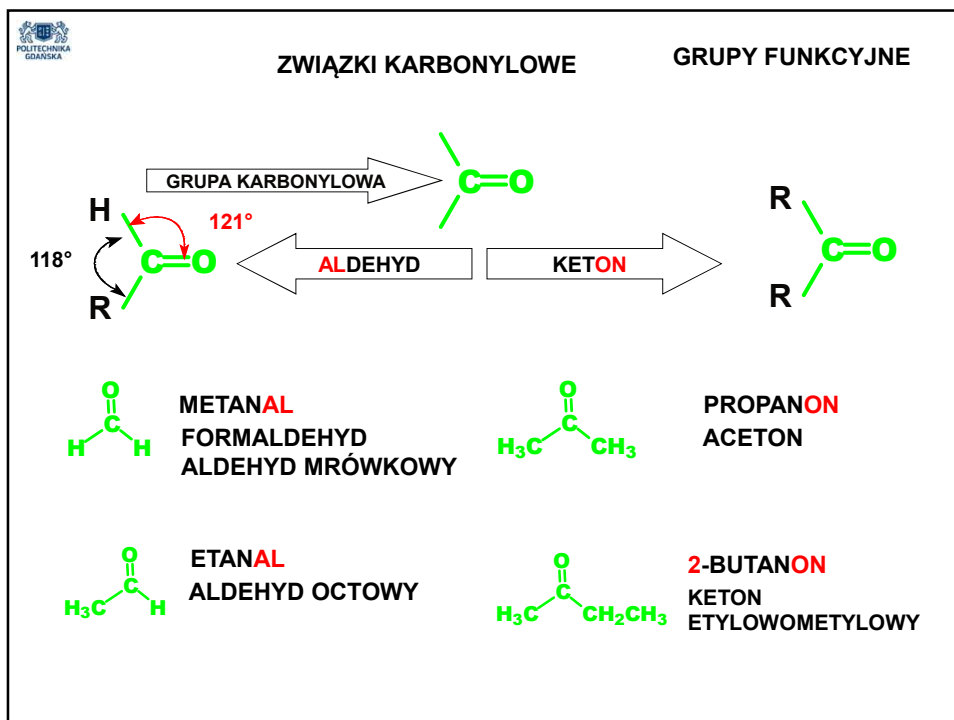 POLITECHNIKA
GDAŃSKA
ZWIĄZKI KARBONYLOWE
GRUPY FUNKCYJNE
GRUPA KARBONYLOWA
C=O
H
121°
118°
C=O
R
ALDEHYD
KETON
R
C=O
R
O
C
H H
METANAL
FORMALDEHYD
ALDEHYD MRÓWKOWY
O
C
H₃C CH₃
PROPANON
ACETON
O
C
H₃C H
ETANAL
ALDEHYD OCTOWY
O
C
H₃C CH₂CH₃
2-BUTANON
KETON
ETYLOWOMETYLOWY